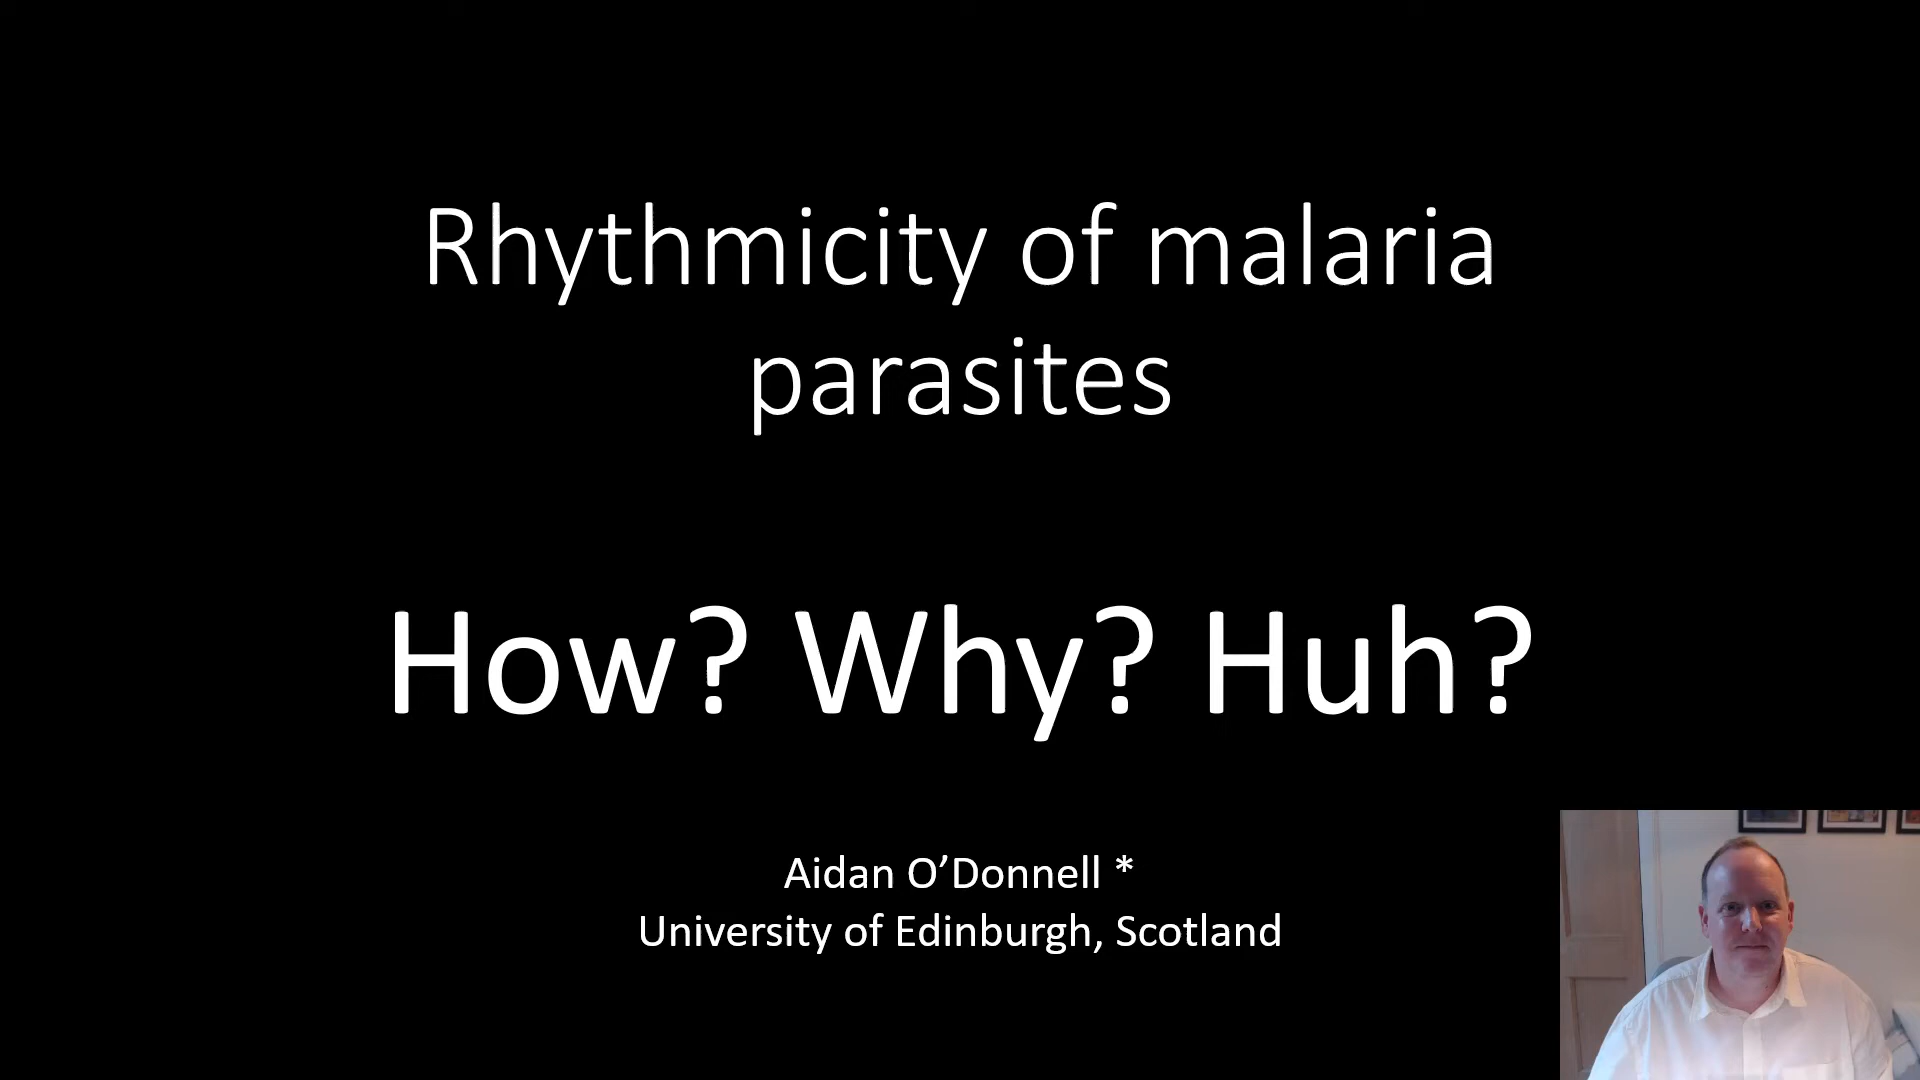 Rhythmicity of malaria
parasites
How? Why? Huh?
Aidan O’Donnell *
University of Edinburgh, Scotland